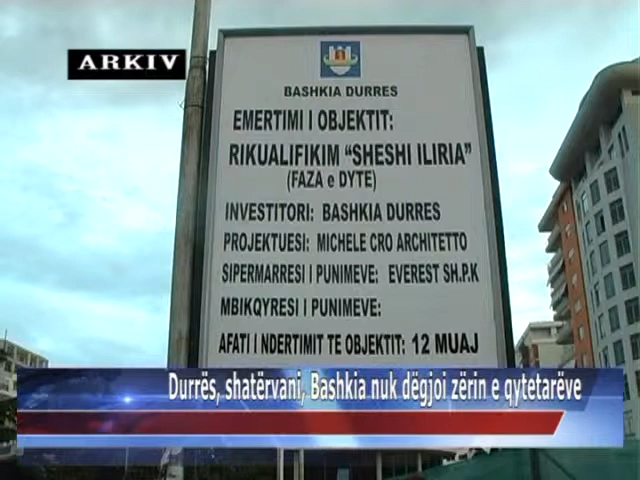 ARKIV
BASHKIA DURRES
EMERTIMI I OBJEKTIT:
RIKUALIFIKIM "SHESHI ILIRIA"
(FAZA e DYTE)
INVESTITORI: BASHKIA DURRES
PROJEKTUESI: MICHELE CRO ARCHITETTO
SIPERMARRESI I PUNIMEVE: EVEREST SH.P.K
MBIKQYRESI I PUNIMEVE:
AFATI I NDERTIMIT TE OBJEKTIT: 12 MUAJ
Durrës, shatërvani, Bashkia nuk dëgjoi zërin e qytetarëve